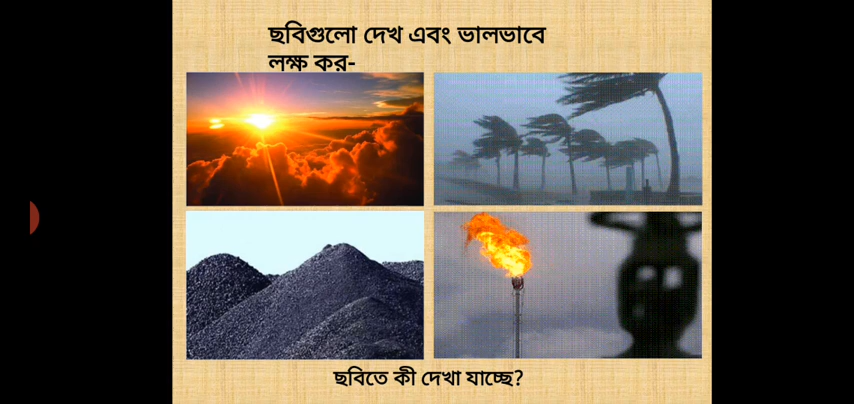 ছবিগুলো দেখ এবং ভালভাবে
লক্ষ কর-
ছবিতে কী দেখা যাচ্ছে?